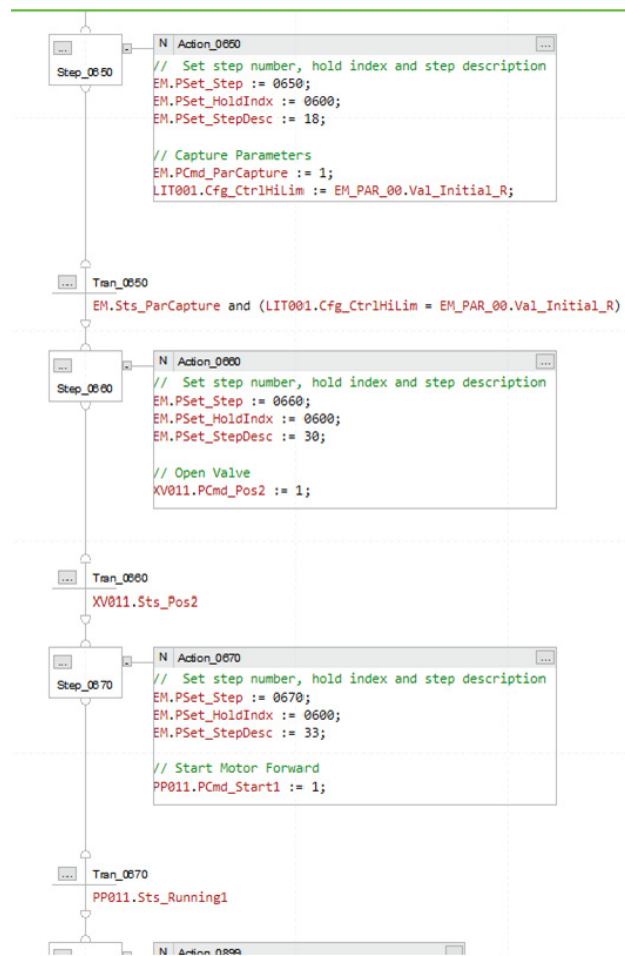 ...
N Action_0650 ...
Step_0650
// Set step number, hold index and step description
EM.PSet_Step := 0650;
EM.PSet_HoldIndx := 0600;
EM.PSet_StepDesc := 18;
// Capture Parameters
EM.PCmd_ParCapture := 1;
LIT001.Cfg_CtrlHiLim := EM_PAR_00.Val_Initial_R;
... Tran_0650
EM.Sts_ParCapture and (LIT001.Cfg_CtrlHiLim = EM_PAR_00.Val_Initial_R)
...
N Action_0660 ...
Step_0660
// Set step number, hold index and step description
EM.PSet_Step := 0660;
EM.PSet_HoldIndx := 0600;
EM.PSet_StepDesc := 30;
// Open Valve
XV011.PCmd_Pos2 := 1;
... Tran_0660
XV011.Sts_Pos2
...
N Action_0670 ...
Step_0670
// Set step number, hold index and step description
EM.PSet_Step := 0670;
EM.PSet_HoldIndx := 0600;
EM.PSet_StepDesc := 33;
// Start Motor Forward
PP011.PCmd_Start1 := 1;
... Tran_0670
PP011.Sts_Running1
N Action_0899